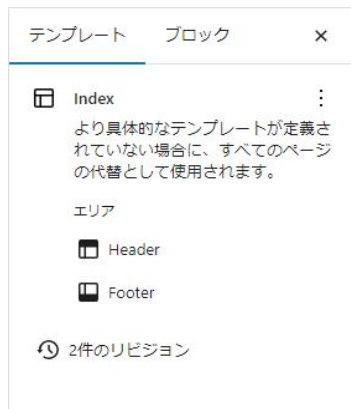 テンプレート ブロック ×
Index
より具体的なテンプレートが定義さ
れていない場合に、すべてのページ
の代替として使用されます。
エリア
Header
Footer
2件のリビジョン